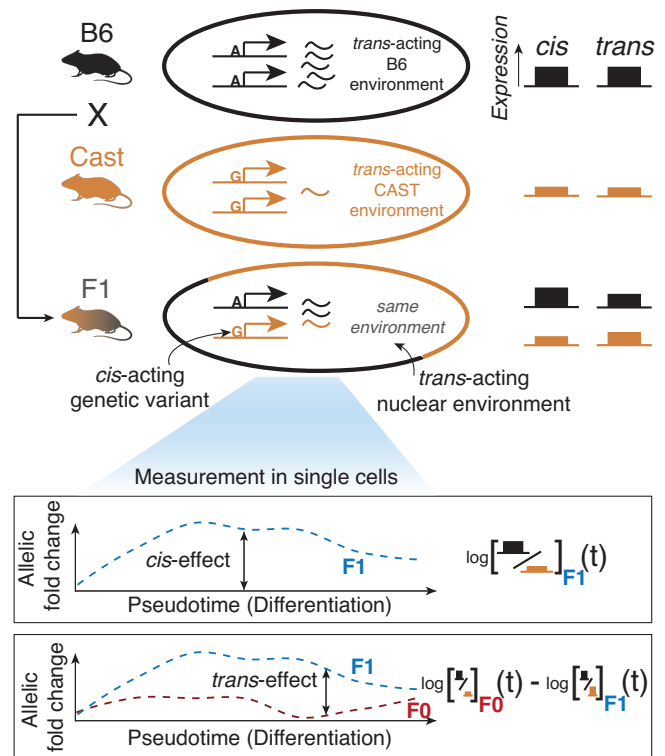 B6
A
A
trans-acting
B6
environment
Expression
cis
trans
X
Cast
G
G
trans-acting
CAST
environment
F1
A
G
same
environment
cis-acting
genetic variant
trans-acting
nuclear environment
Measurement in single cells
Allelic
fold change
cis-effect
F1
Pseudotime (Differentiation)
log[ / ]F1(t)
Allelic
fold change
trans-effect
F1
F0
Pseudotime (Differentiation)
log[ / ]F0(t) - log[ / ]F1(t)